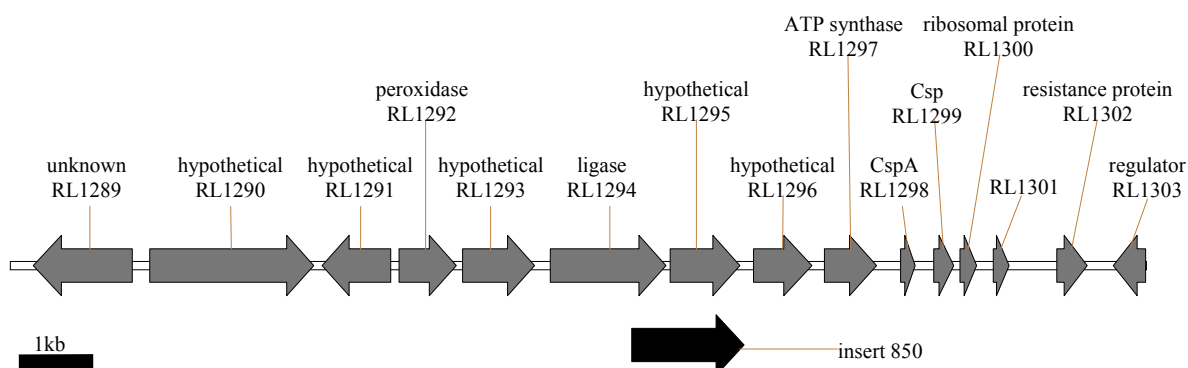 ATP synthase
RL1297
ribosomal protein
RL1300
peroxidase
RL1292
hypothetical
RL1295
Csp
RL1299
resistance protein
RL1302
unknown
RL1289
hypothetical
RL1290
hypothetical
RL1291
hypothetical
RL1293
ligase
RL1294
hypothetical
RL1296
CspA
RL1298
RL1301
regulator
RL1303
1kb
insert 850